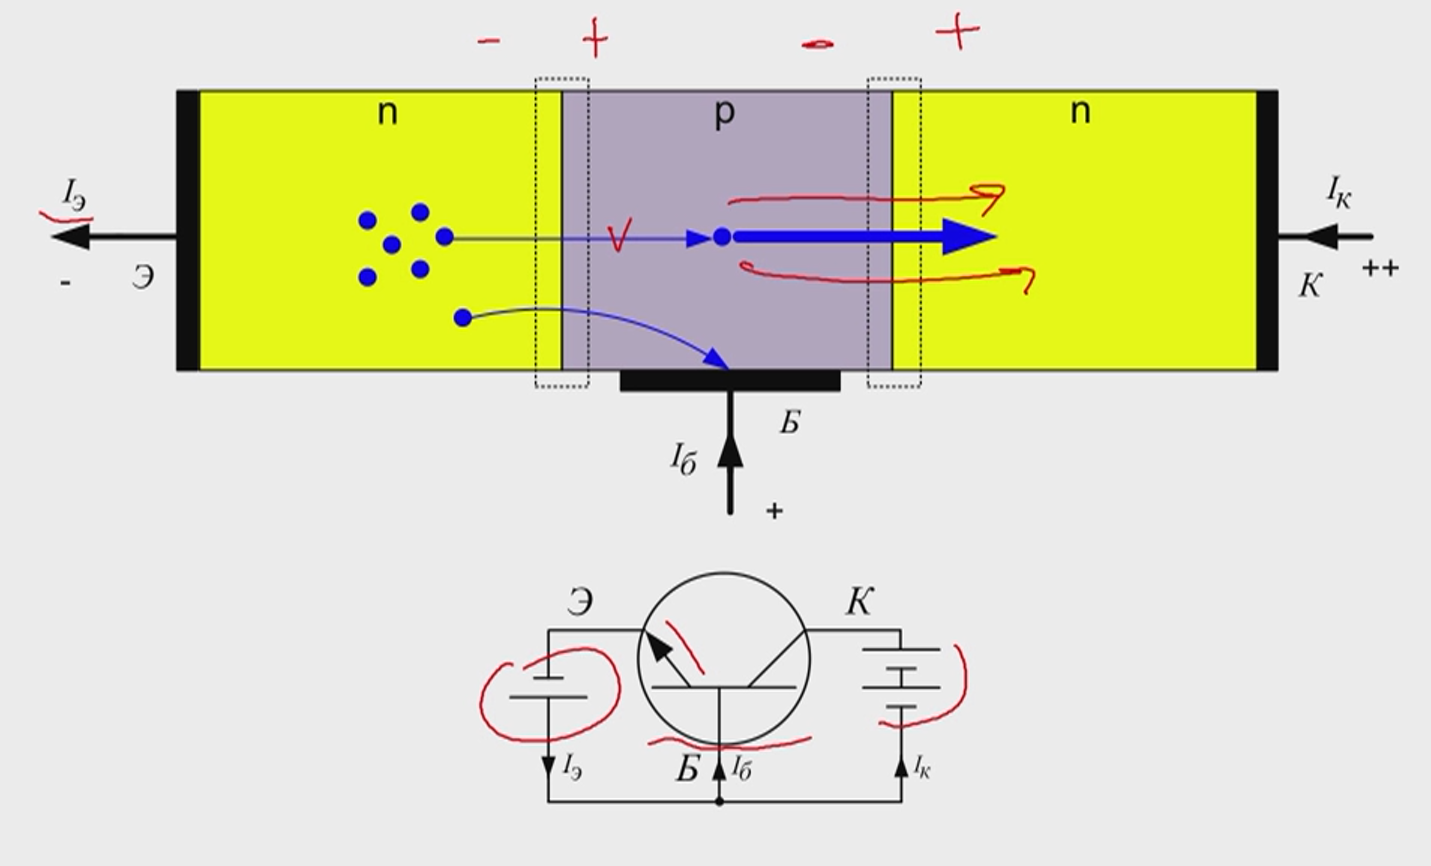 - + - +
n p n
Iэ Iк
- Э К ++
Б
Iб
+
Э К
Iэ Б Iб Iк